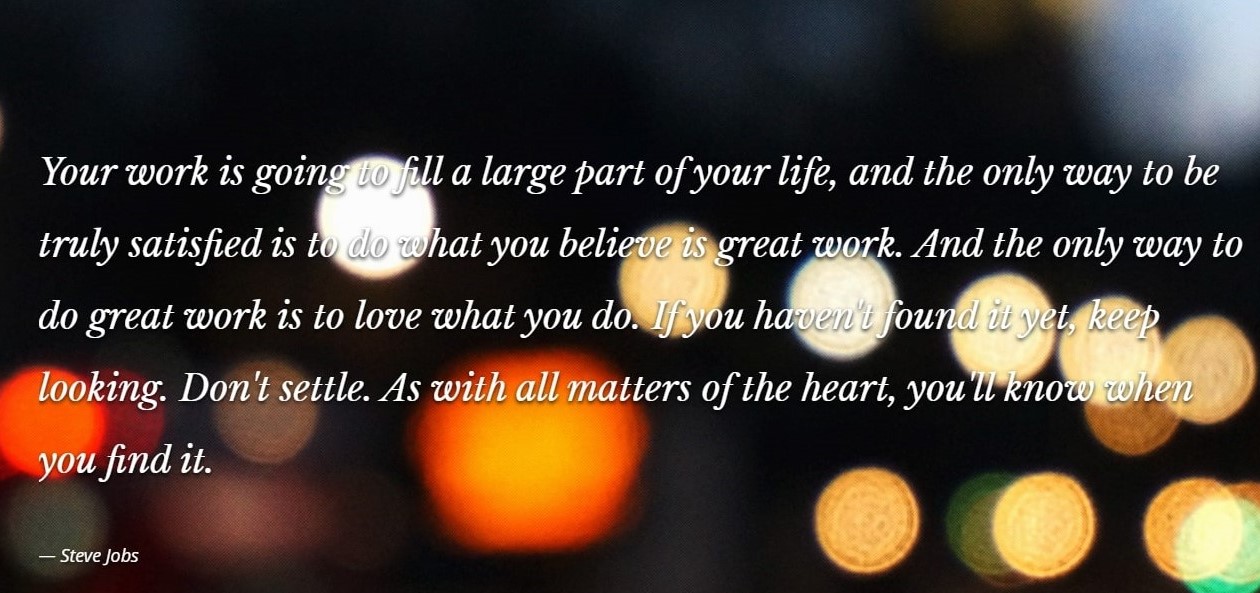 Your work is going to fill a large part of your life, and the only way to be
truly satisfied is to do what you believe is great work. And the only way to
do great work is to love what you do. If you haven't found it yet, keep
looking. Don't settle. As with all matters of the heart, you'll know when
you find it.
— Steve Jobs